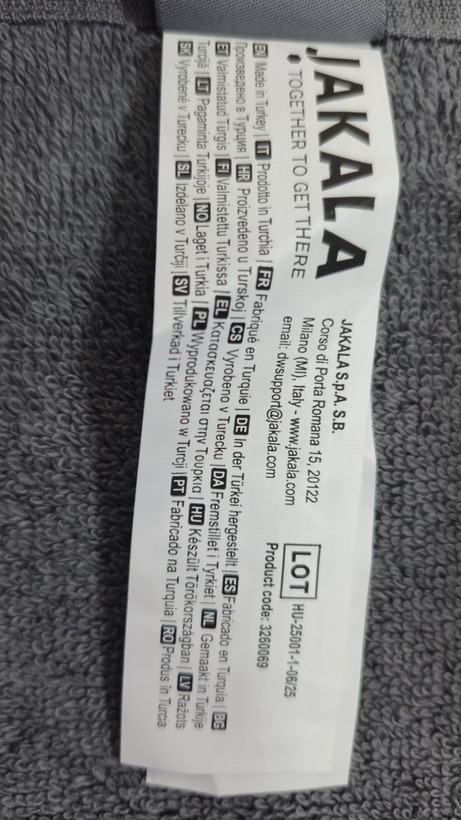 JAKALA
TOGETHER TO GET THERE
JAKALA S.p.A. S.B.
Corso di Porta Romana 15, 20122
Milano (MI), Italy - www.jakala.com
email: dwsupport@jakala.com
LOT HU-25001-1-06/25
Product code: 3260069
EN Made in Turkey | IT Prodotto in Turchia | FR Fabriqué en Turquie | DE In der Türkei hergestellt | ES Fabricado en Turquía | BG
Произведено в Турция | HR Proizvedeno u Turskoj | CS Vyrobeno v Turecku | DA Fremstillet i Tyrkiet | NL Gemaakt in Turkije
ET Valmistatud Türgis | FI Valmistettu Turkissa | EL Κατασκευάζεται στην Τουρκία | HU Készült Törökországban | LV Ražots
Turcijā | LT Pagaminta Turkijoje | NO Laget i Turkia | PL Wyprodukowano w Turcji | PT Fabricado na Turquia | RO Produs în Turcia
SK Vyrobené v Turecku | SL Izdelano v Turčiji | SV Tillverkad i Turkiet